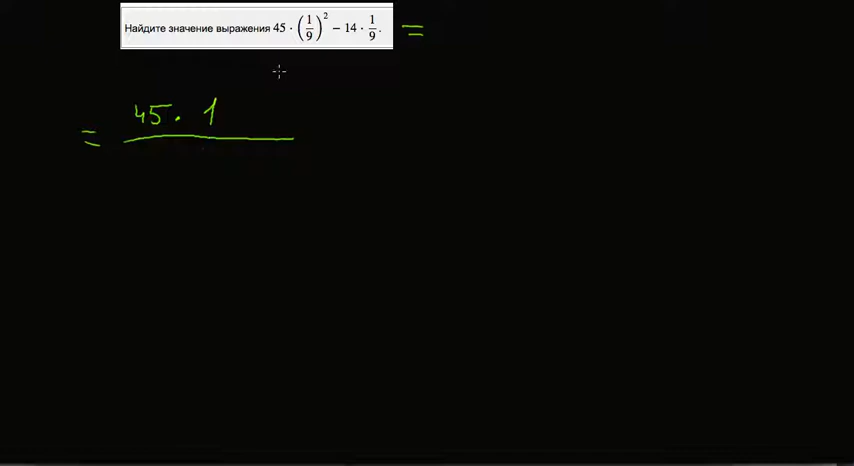 Найдите значение выражения 45 · (1/9)² − 14 · 1/9. =
= 45 · 1